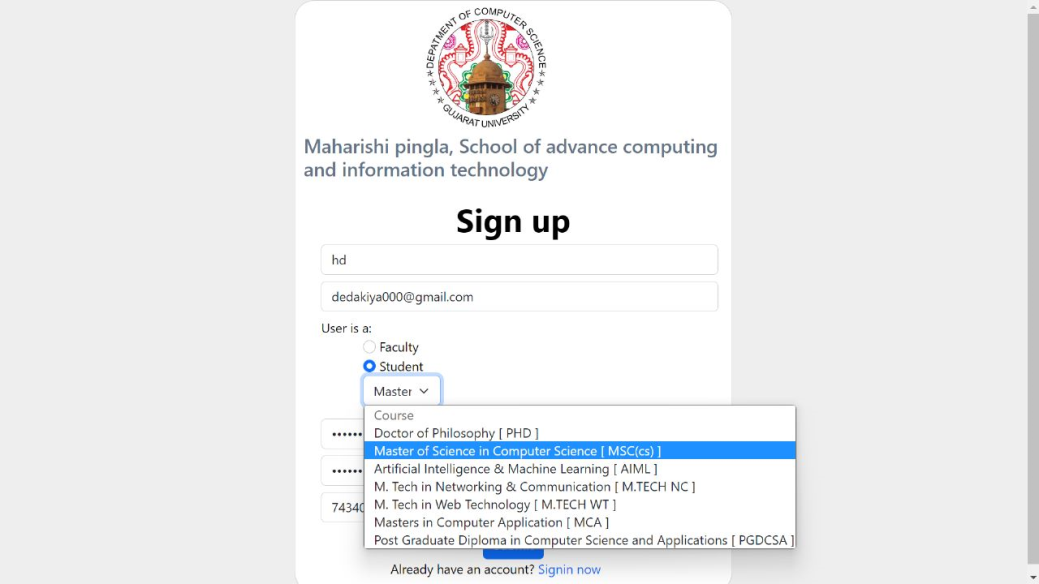 DEPATMENT OF COMPUTER SCIENCE
GUJARAT UNIVERSITY
Maharishi pingla, School of advance computing
and information technology
Sign up
hd
dedakiya000@gmail.com
User is a:
Faculty
Student
Master
Course
Doctor of Philosophy [ PHD ]
Master of Science in Computer Science [ MSC(cs) ]
Artificial Intelligence & Machine Learning [ AIML ]
M. Tech in Networking & Communication [ M.TECH NC ]
M. Tech in Web Technology [ M.TECH WT ]
Masters in Computer Application [ MCA ]
Post Graduate Diploma in Computer Science and Applications [ PGDCSA ]
Already have an account? Signin now